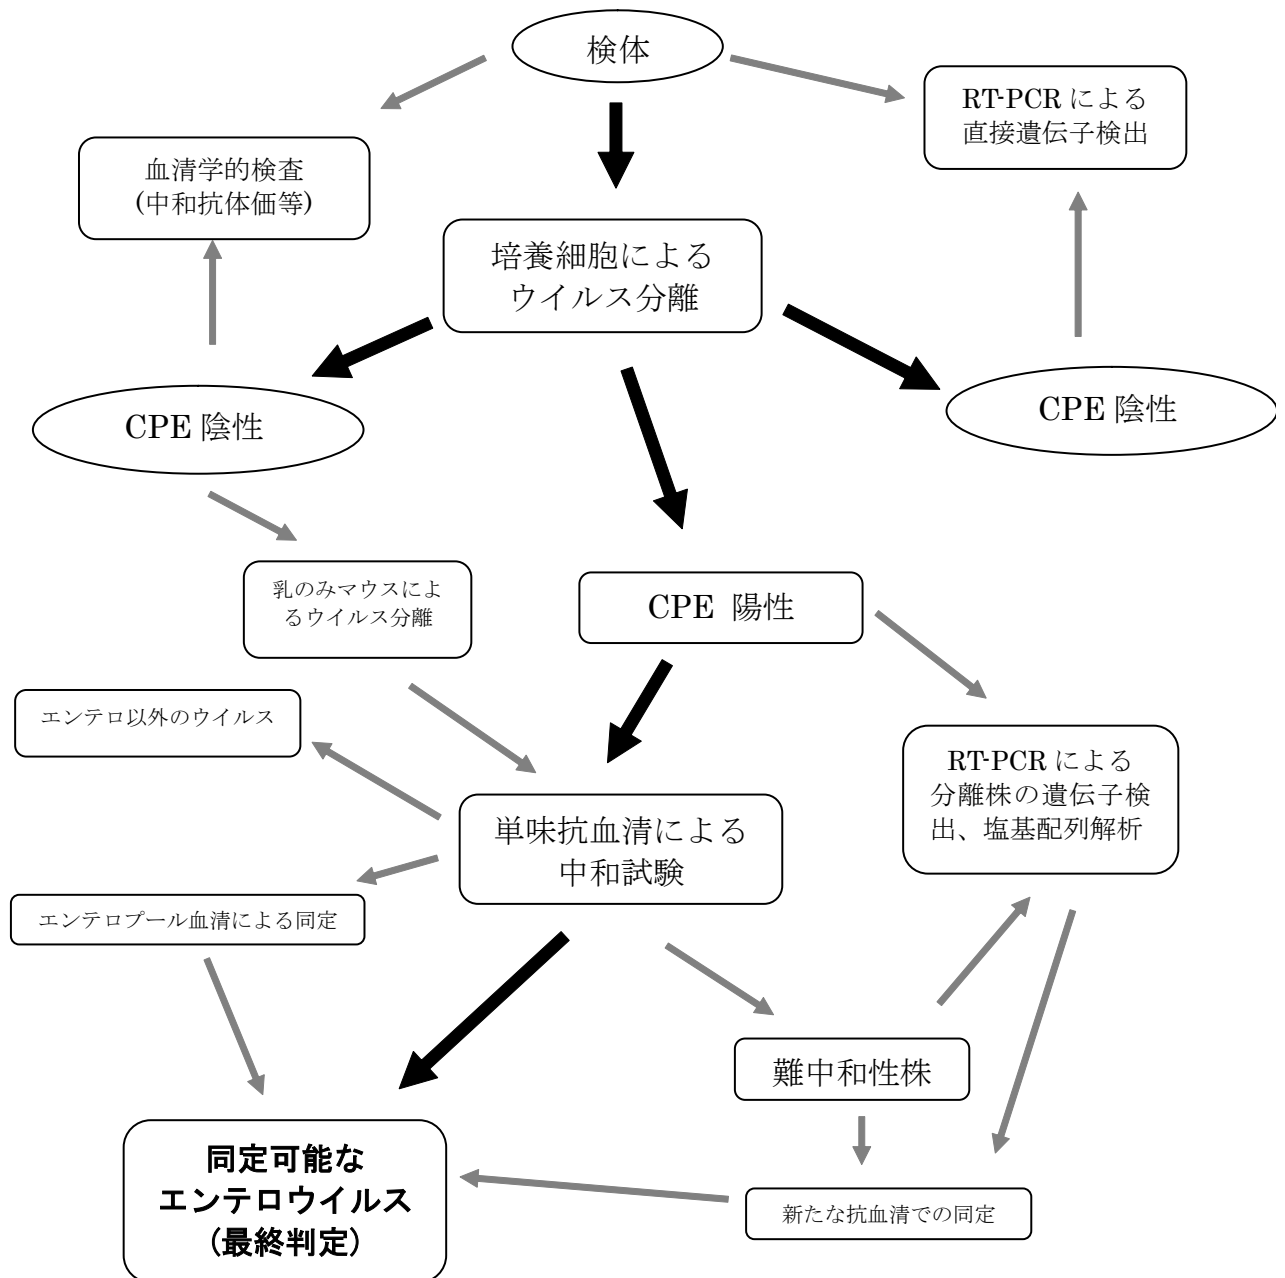 検体
RT-PCR による
直接遺伝子検出
血清学的検査
(中和抗体価等)
培養細胞による
ウイルス分離
CPE 陰性
CPE 陰性
乳のみマウスによ
るウイルス分離
CPE 陽性
エンテロ以外のウイルス
RT-PCR による
分離株の遺伝子検
出、塩基配列解析
単味抗血清による
中和試験
エンテロプール血清による同定
難中和性株
同定可能な
エンテロウイルス
(最終判定)
新たな抗血清での同定